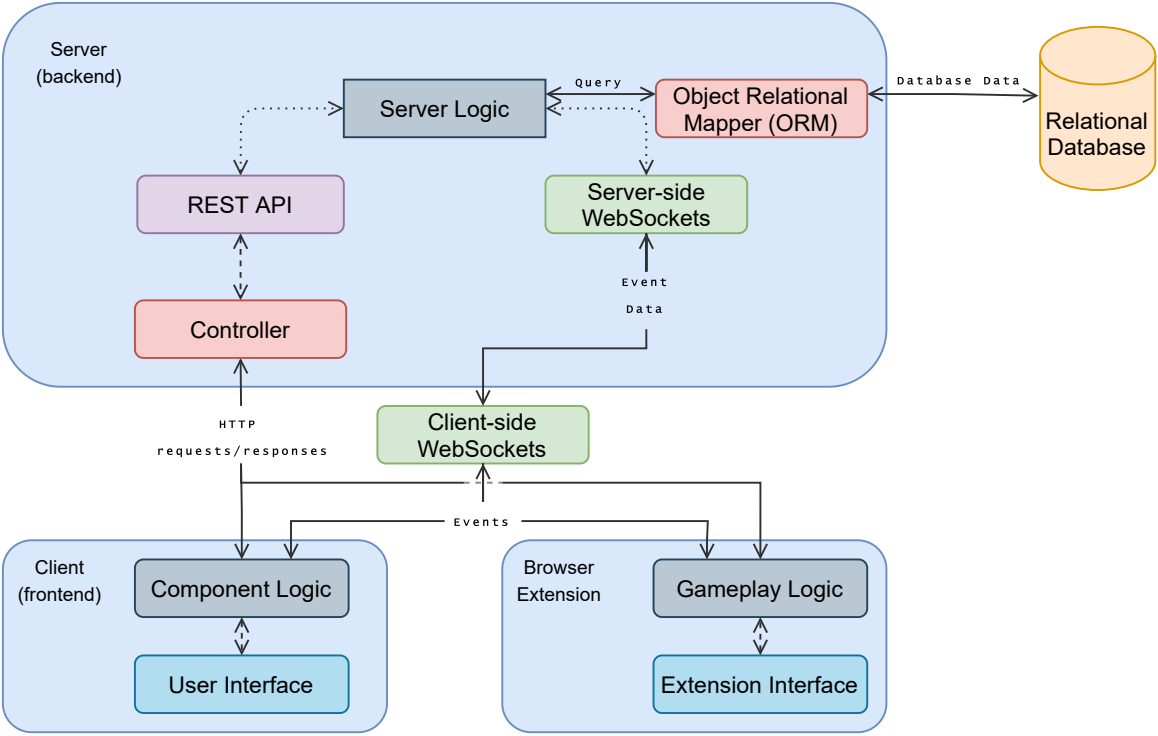 Server
(backend)
Server Logic
Query
Object Relational
Mapper (ORM)
Database Data
Relational
Database
REST API
Server-side
WebSockets
Event
Data
Controller
HTTP
requests/responses
Client-side
WebSockets
Events
Client
(frontend)
Component Logic
User Interface
Browser
Extension
Gameplay Logic
Extension Interface